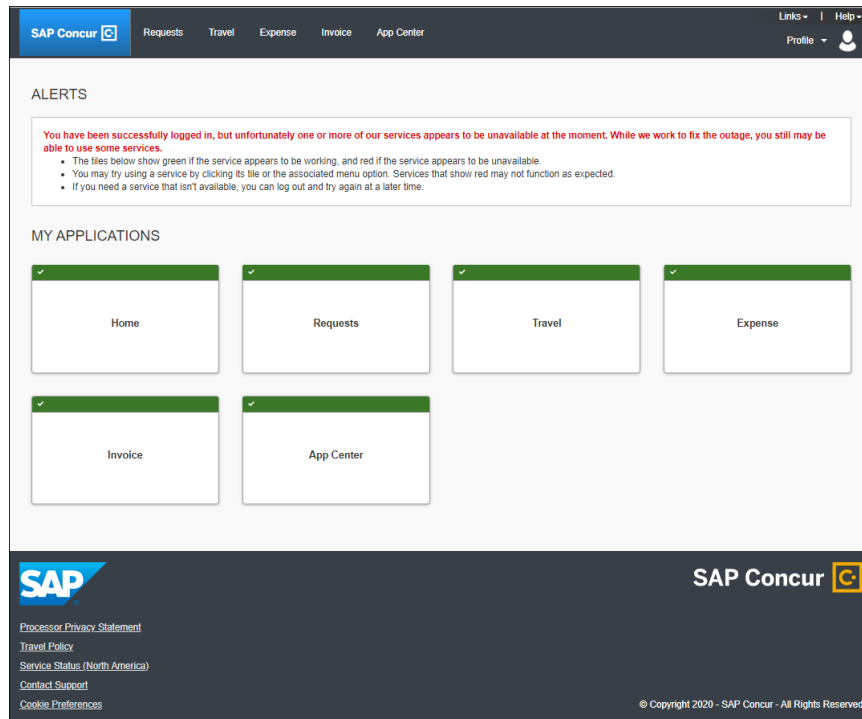 Links | Help
SAP Concur C Requests Travel Expense Invoice App Center
Profile
ALERTS
You have been successfully logged in, but unfortunately one or more of our services appears to be unavailable at the moment. While we work to fix the outage, you still may be
able to use some services.
• The tiles below show green if the service appears to be working, and red if the service appears to be unavailable.
• You may try using a service by clicking its tile or the associated menu option. Services that show red may not function as expected.
• If you need a service that isn't available, you can log out and try again at a later time.
MY APPLICATIONS
Home Requests Travel Expense
Invoice App Center
SAP
SAP Concur C
Processor Privacy Statement
Travel Policy
Service Status (North America)
Contact Support
Cookie Preferences
© Copyright 2020 - SAP Concur - All Rights Reserved